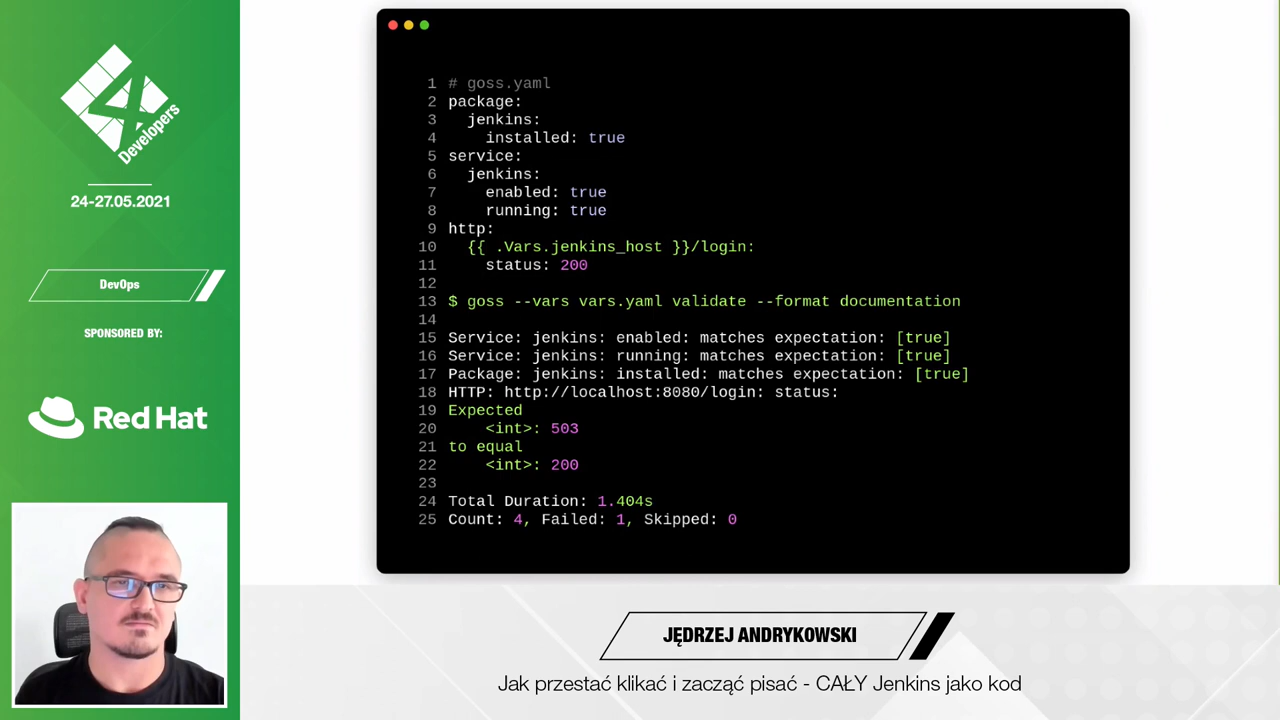 4
Developers
24-27.05.2021
DevOps
SPONSORED BY:
Red Hat
1 # goss.yaml
2 package:
3   jenkins:
4     installed: true
5 service:
6   jenkins:
7     enabled: true
8     running: true
9 http:
10   {{ .Vars.jenkins_host }}/login:
11     status: 200
12
13 $ goss --vars vars.yaml validate --format documentation
14
15 Service: jenkins: enabled: matches expectation: [true]
16 Service: jenkins: running: matches expectation: [true]
17 Package: jenkins: installed: matches expectation: [true]
18 HTTP: http://localhost:8080/login: status:
19 Expected
20     <int>: 503
21 to equal
22     <int>: 200
23
24 Total Duration: 1.404s
25 Count: 4, Failed: 1, Skipped: 0
JĘDRZEJ ANDRYKOWSKI
Jak przestać klikać i zacząć pisać - CAŁY Jenkins jako kod